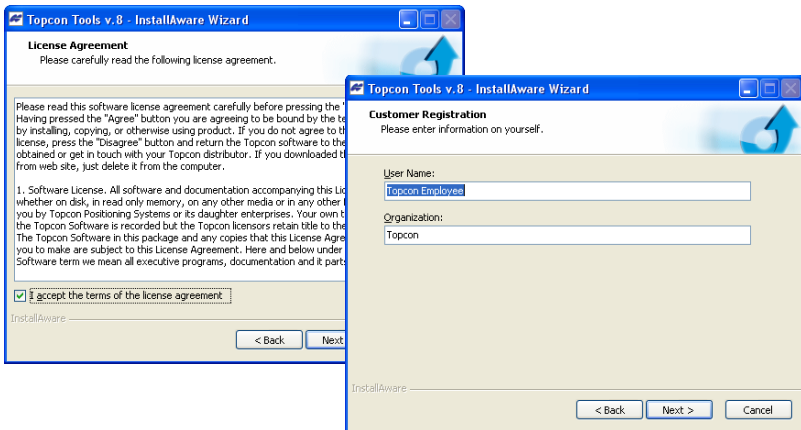 Topcon Tools v.8 - InstallAware Wizard
License Agreement
Please carefully read the following license agreement.
Please read this software license agreement carefully before pressing the "
Having pressed the "Agree" button you are agreeing to be bound by the te
by installing, copying, or otherwise using product. If you do not agree to th
license, press the "Disagree" button and return the Topcon software to the
obtained or get in touch with your Topcon distributor. If you downloaded t
from web site, just delete it from the computer.
1. Software License. All software and documentation accompanying this Lic
whether on disk, in read only memory, on any other media or in any other
you by Topcon Positioning Systems or its daughter enterprises. Your own t
the Topcon Software is recorded but the Topcon licensors retain title to the
The Topcon Software in this package and any copies that this License Agre
you to make are subject to this License Agreement. Here and below under
Software term we mean all executive programs, documentation and it parts
I accept the terms of the license agreement
InstallAware
< Back
Next
Topcon Tools v.8 - InstallAware Wizard
Customer Registration
Please enter information on yourself.
User Name:
Topcon Employee
Organization:
Topcon
InstallAware
< Back
Next >
Cancel